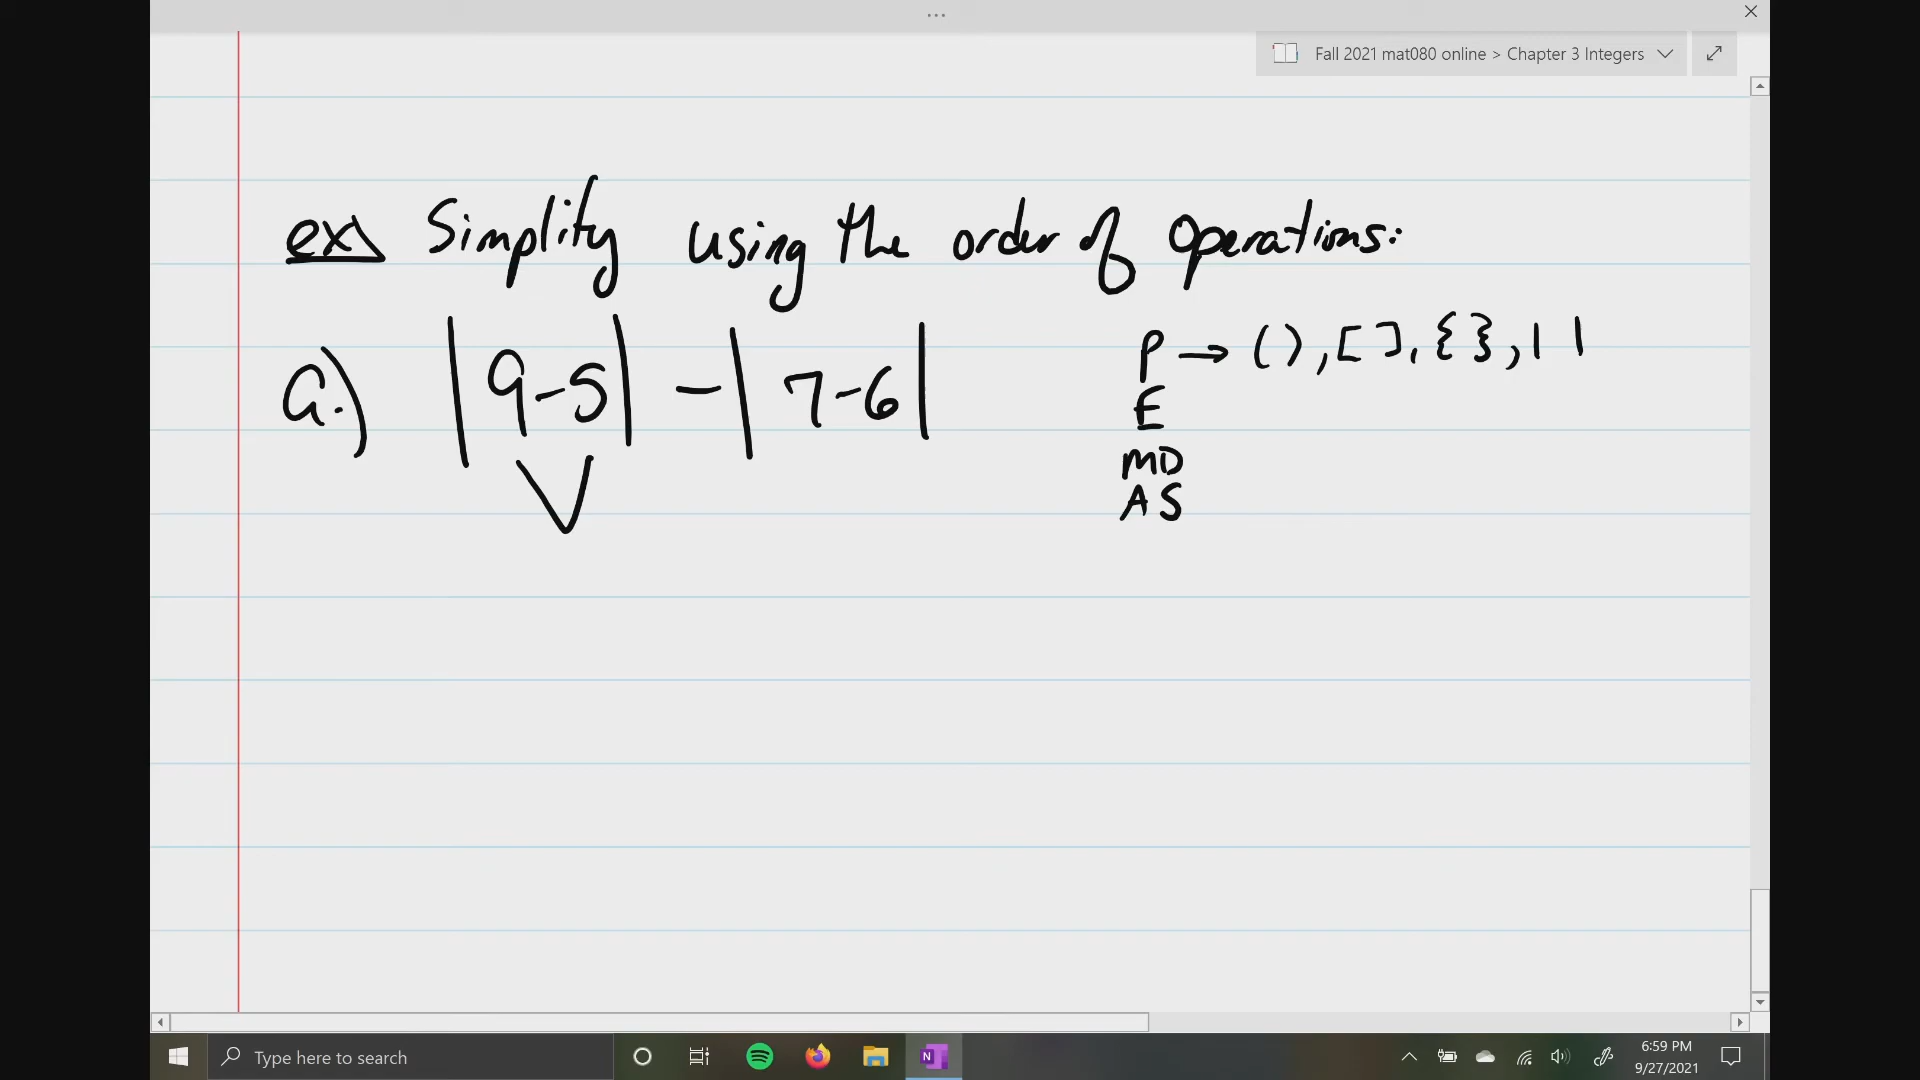 Fall 2021 mat080 online > Chapter 3 Integers
ex Simplify using the order of Operations:
a.) |9-5| - |7-6|
P → ( ), [ ], { }, | |
E
MD
AS
Type here to search
6:59 PM
9/27/2021